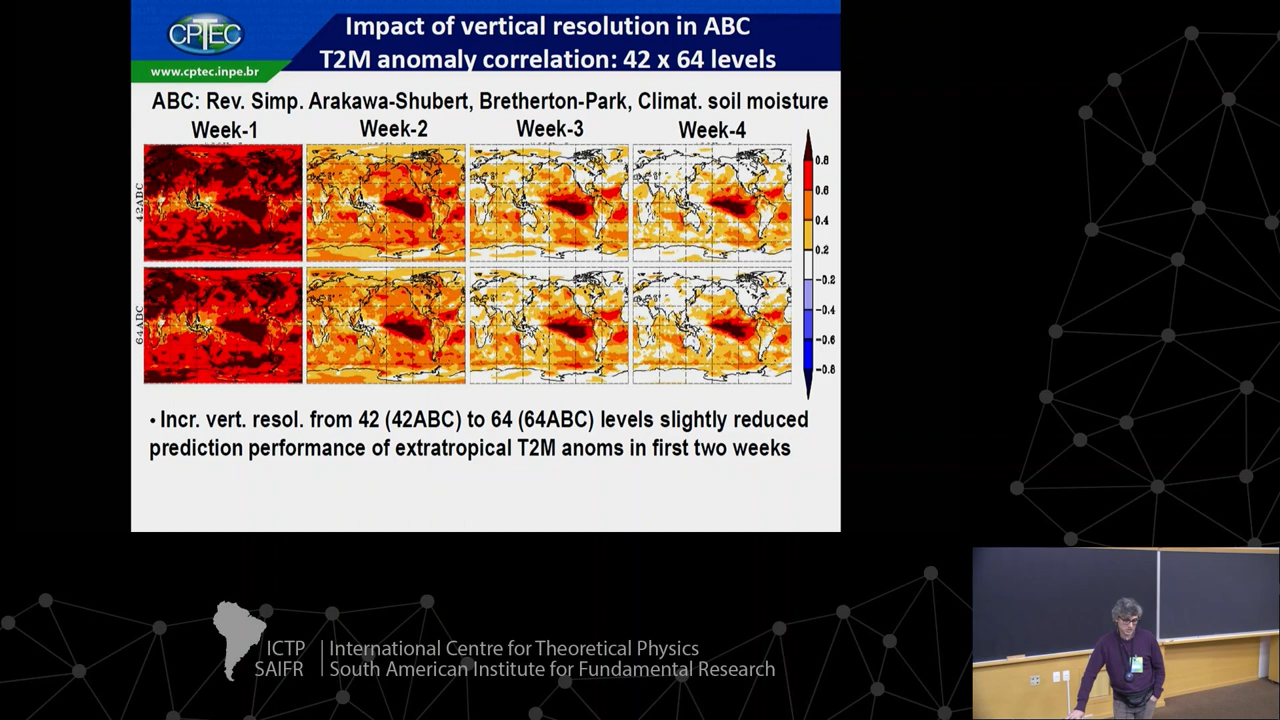 CPTEC
www.cptec.inpe.br
Impact of vertical resolution in ABC
T2M anomaly correlation: 42 x 64 levels
ABC: Rev. Simp. Arakawa-Shubert, Bretherton-Park, Climat. soil moisture
Week-1 Week-2 Week-3 Week-4
42ABC
64ABC
0.8
0.6
0.4
0.2
−0.2
−0.4
−0.6
−0.8
• Incr. vert. resol. from 42 (42ABC) to 64 (64ABC) levels slightly reduced
prediction performance of extratropical T2M anoms in first two weeks
ICTP International Centre for Theoretical Physics
SAIFR South American Institute for Fundamental Research